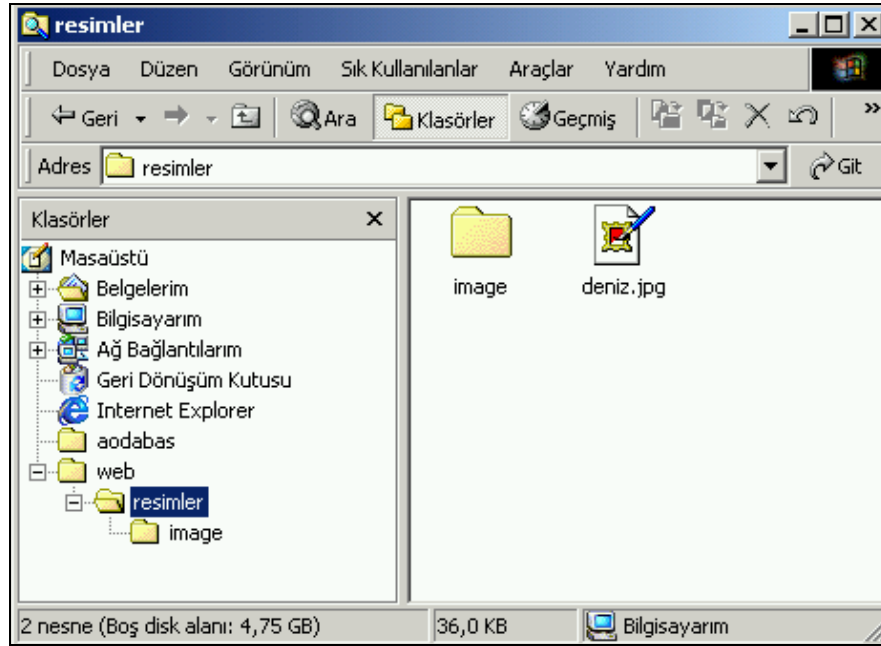 resimler
Dosya Düzen Görünüm Sık Kullanılanlar Araçlar Yardım
Geri Ara Klasörler Geçmiş »
Adres resimler Git
Klasörler
Masaüstü
Belgelerim
Bilgisayarım
Ağ Bağlantılarım
Geri Dönüşüm Kutusu
Internet Explorer
aodabas
web
resimler
image
image deniz.jpg
2 nesne (Boş disk alanı: 4,75 GB) 36,0 KB Bilgisayarım